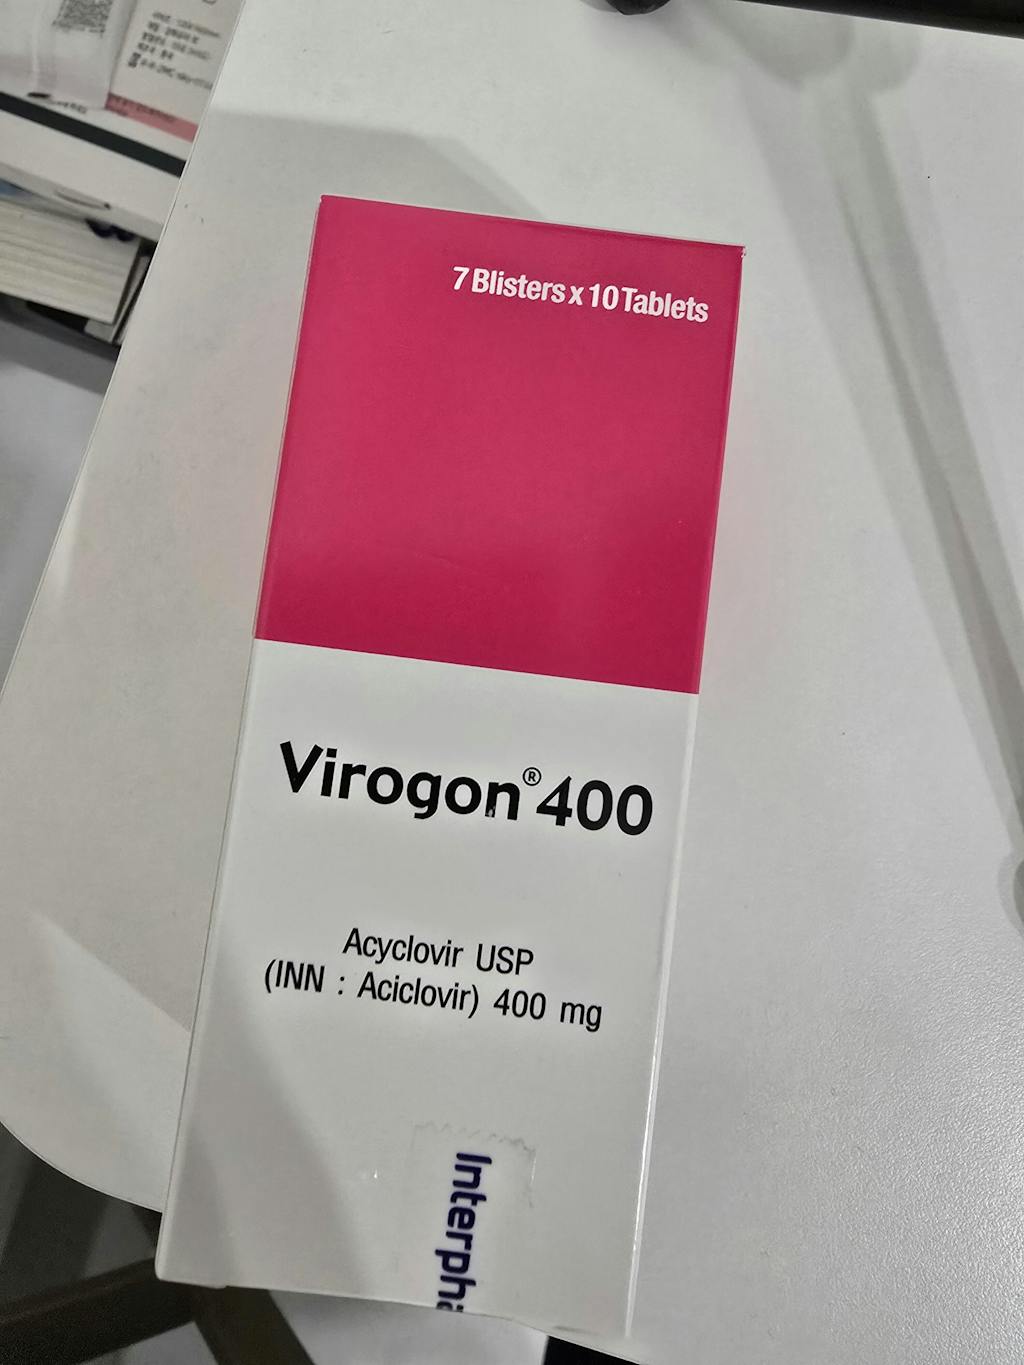 7 Blisters x 10 Tablets
Virogon® 400
Acyclovir USP
(INN : Aciclovir) 400 mg